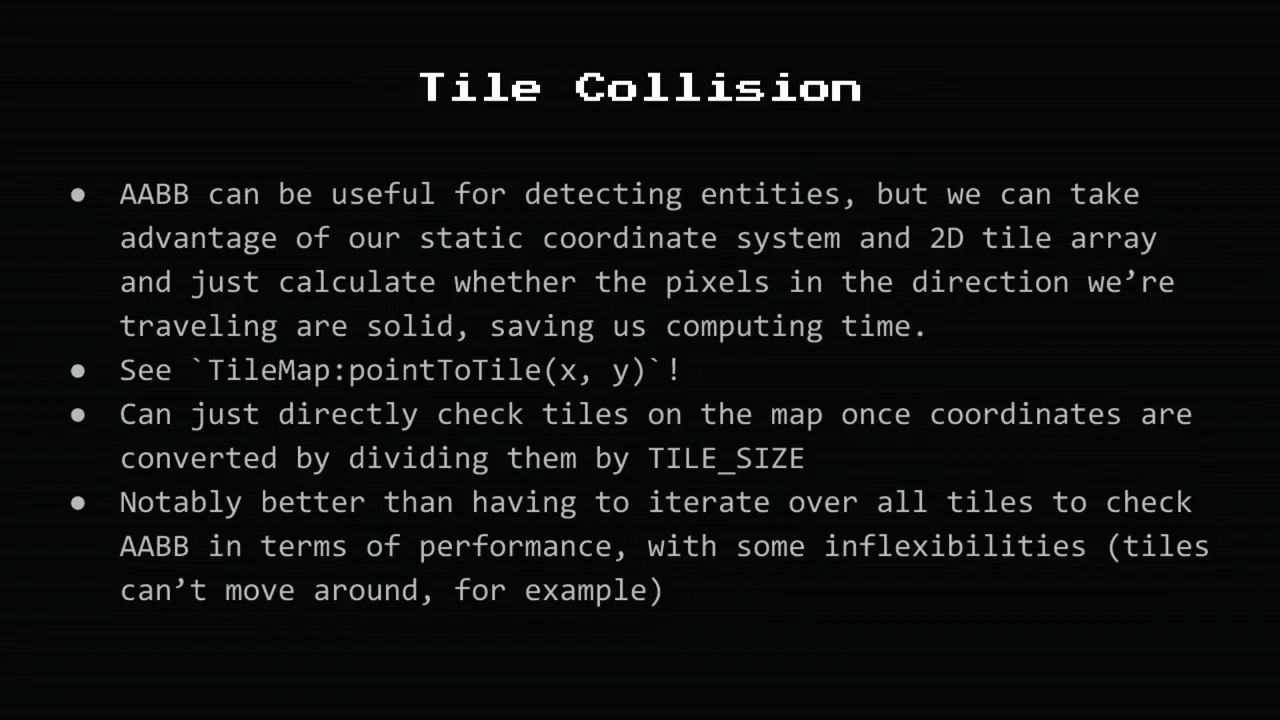 Tile Collision
● AABB can be useful for detecting entities, but we can take
advantage of our static coordinate system and 2D tile array
and just calculate whether the pixels in the direction we’re
traveling are solid, saving us computing time.
● See `TileMap:pointToTile(x, y)`!
● Can just directly check tiles on the map once coordinates are
converted by dividing them by TILE_SIZE
● Notably better than having to iterate over all tiles to check
AABB in terms of performance, with some inflexibilities (tiles
can’t move around, for example)